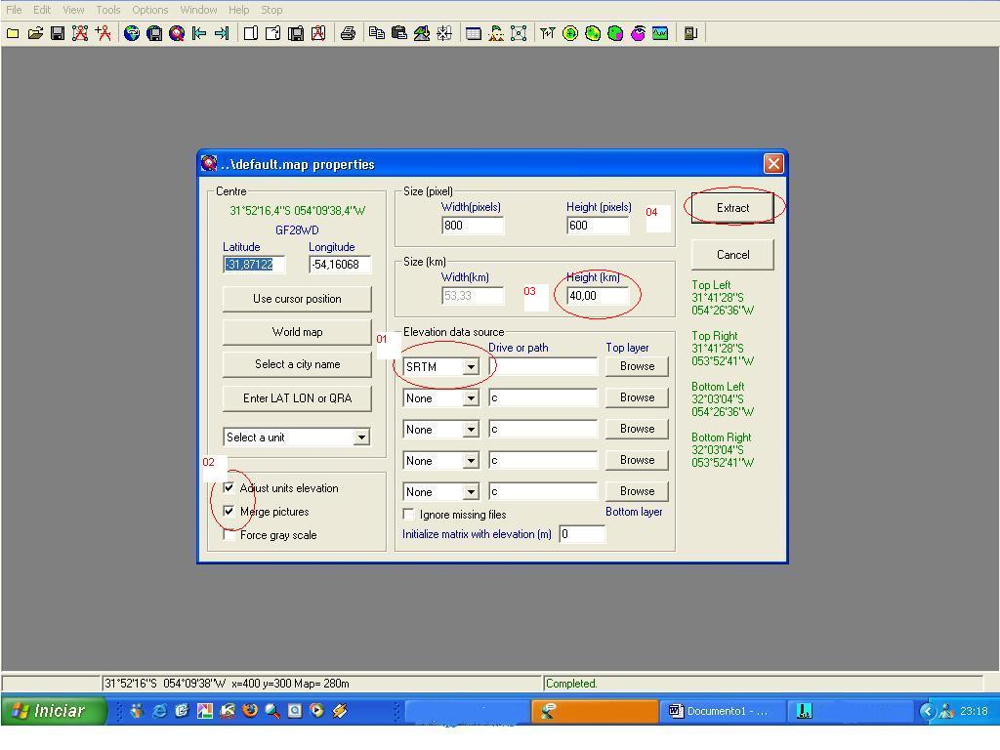 File Edit View Tools Options Window Help Stop
..\default.map properties
Centre
31°52'16,4"S 054°09'38,4"W
GF28WD
Latitude Longitude
-31,87122 -54,16068
Use cursor position
World map
Select a city name
Enter LAT LON or QRA
Select a unit
02
Adjust units elevation
Merge pictures
Force gray scale
Size (pixel)
Width(pixels) Height (pixels)
800 600
04
Size (km)
Width(km) Height (km)
53,33 03 40,00
01
Elevation data source
Drive or path Top layer
SRTM Browse
None c Browse
None c Browse
None c Browse
None c Browse
Ignore missing files Bottom layer
Initialize matrix with elevation (m) 0
Extract
Cancel
Top Left
31°41'28"S
054°26'36"W
Top Right
31°41'28"S
053°52'41"W
Bottom Left
32°03'04"S
054°26'36"W
Bottom Right
32°03'04"S
053°52'41"W
31°52'16"S 054°09'38"W x=400 y=300 Map= 280m
Completed.
Iniciar
Documento1 - ...
23:18